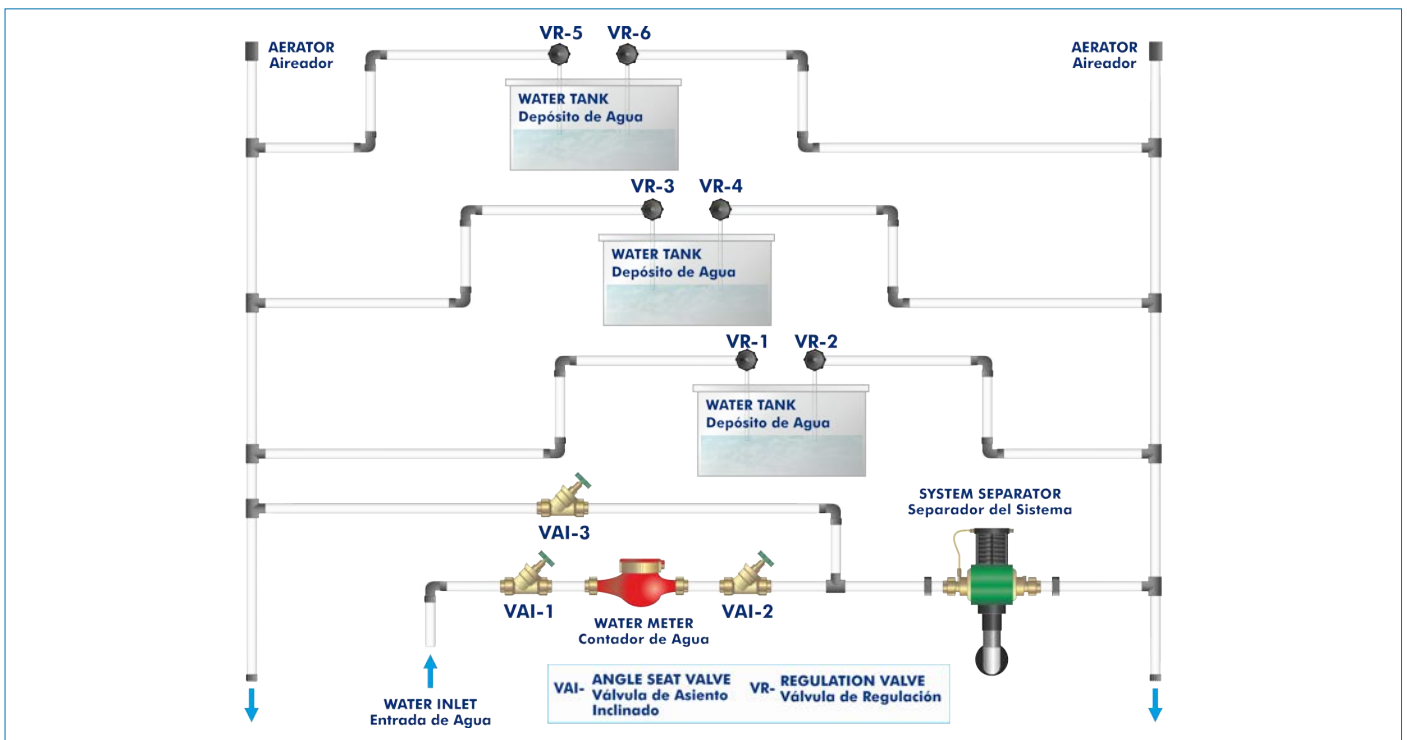 VR-5
VR-6
AERATOR
Aireador
AERATOR
Aireador
WATER TANK
Depósito de Agua
VR-3
VR-4
WATER TANK
Depósito de Agua
VR-1
VR-2
WATER TANK
Depósito de Agua
SYSTEM SEPARATOR
Separador del Sistema
VAI-3
VAI-1
VAI-2
WATER METER
Contador de Agua
WATER INLET
Entrada de Agua
VAI- ANGLE SEAT VALVE
Válvula de Asiento
Inclinado
VR- REGULATION VALVE
Válvula de Regulación